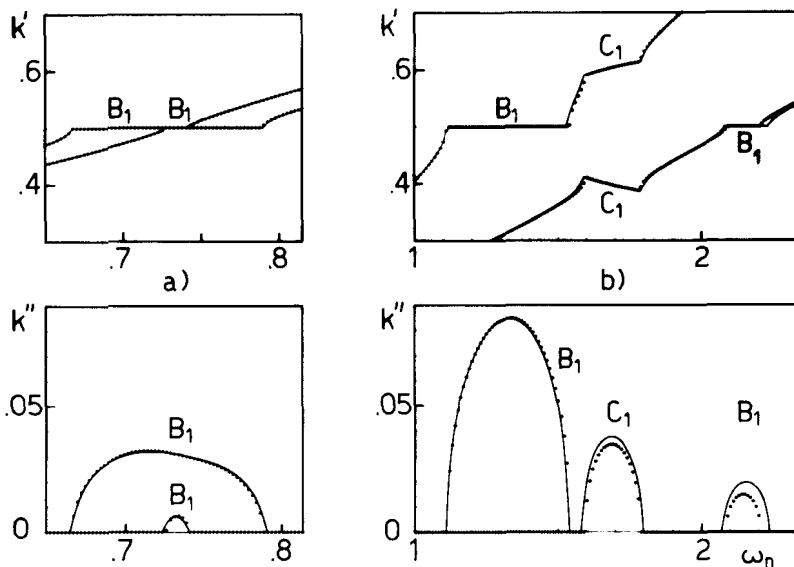 k′
.6
.4
B₁ B₁
.7 .8
a)
C₁
B₁
.6
.4
C₁
B₁
1 2
b)
k″
.05
0
B₁
B₁
.7 .8
k″
.05
0
B₁
C₁
B₁
1 2 ωₙ